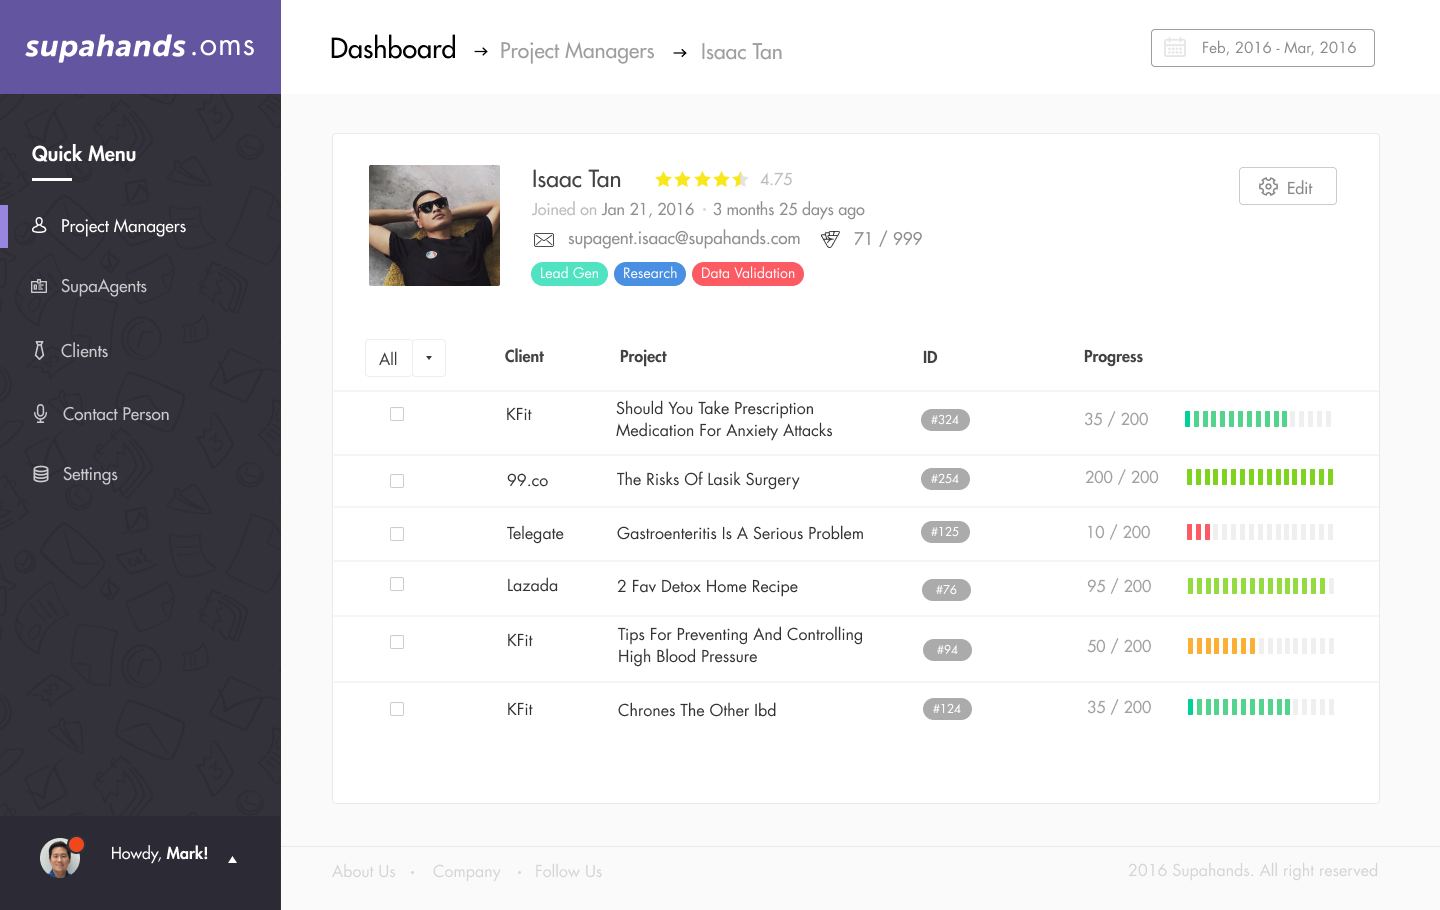 supahands.oms
Dashboard → Project Managers → Isaac Tan
Feb, 2016 - Mar, 2016
Quick Menu
Project Managers
SupaAgents
Clients
Contact Person
Settings
Howdy, Mark!
Isaac Tan 4.75
Edit
Joined on Jan 21, 2016 • 3 months 25 days ago
supagent.isaac@supahands.com 71 / 999
Lead Gen Research Data Validation
All Client Project ID Progress
KFit Should You Take Prescription
Medication For Anxiety Attacks #324 35 / 200
99.co The Risks Of Lasik Surgery #254 200 / 200
Telegate Gastroenteritis Is A Serious Problem #125 10 / 200
Lazada 2 Fav Detox Home Recipe #76 95 / 200
KFit Tips For Preventing And Controlling
High Blood Pressure #94 50 / 200
KFit Chrones The Other Ibd #124 35 / 200
About Us • Company • Follow Us
2016 Supahands. All right reserved